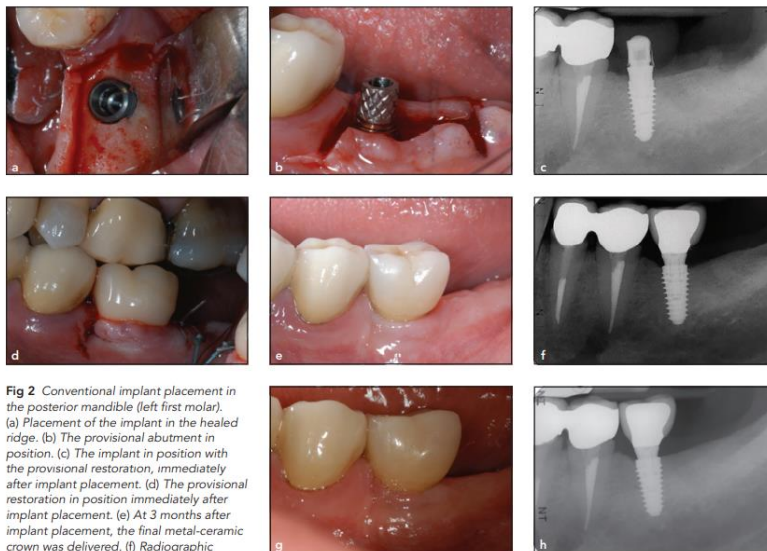 a
b
c
d
e
f
Fig 2 Conventional implant placement in
the posterior mandible (left first molar).
(a) Placement of the implant in the healed
ridge. (b) The provisional abutment in
position. (c) The implant in position with
the provisional restoration, immediately
after implant placement. (d) The provisional
restoration in position immediately after
implant placement. (e) At 3 months after
implant placement, the final metal-ceramic
crown was delivered. (f) Radiographic
g
h
NT